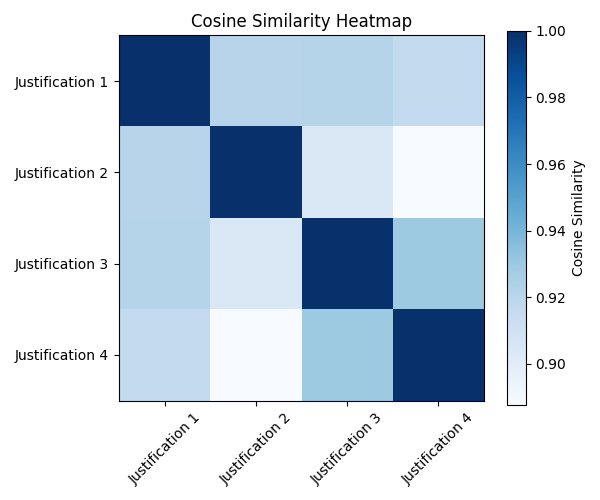 Cosine Similarity Heatmap
Justification 1
Justification 2
Justification 3
Justification 4
Justification 1
Justification 2
Justification 3
Justification 4
1.00
0.98
0.96
0.94
0.92
0.90
Cosine Similarity